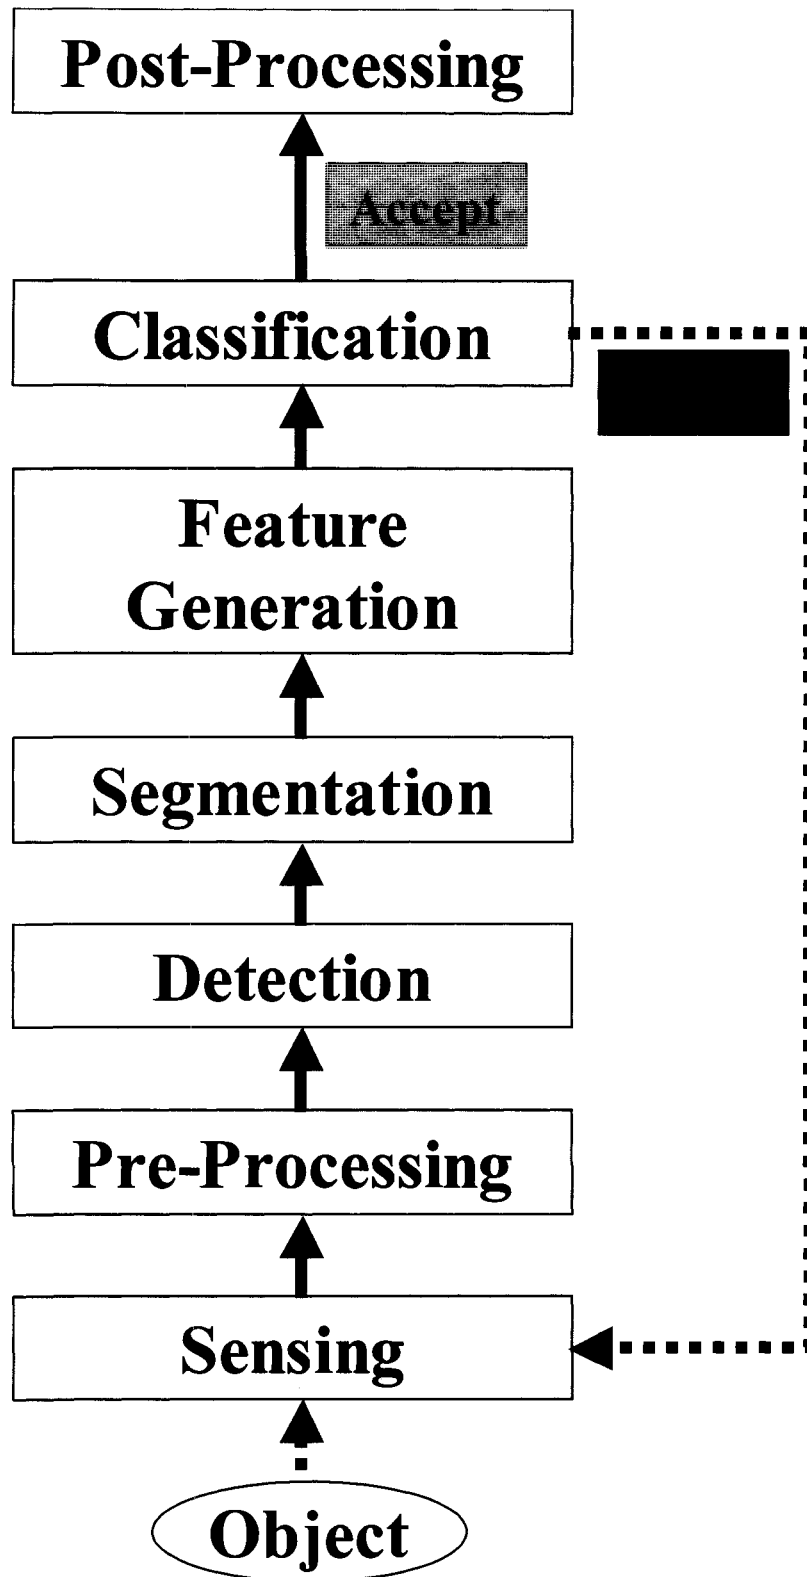 Post-Processing
Accept
Classification
Feature
Generation
Segmentation
Detection
Pre-Processing
Sensing
Object